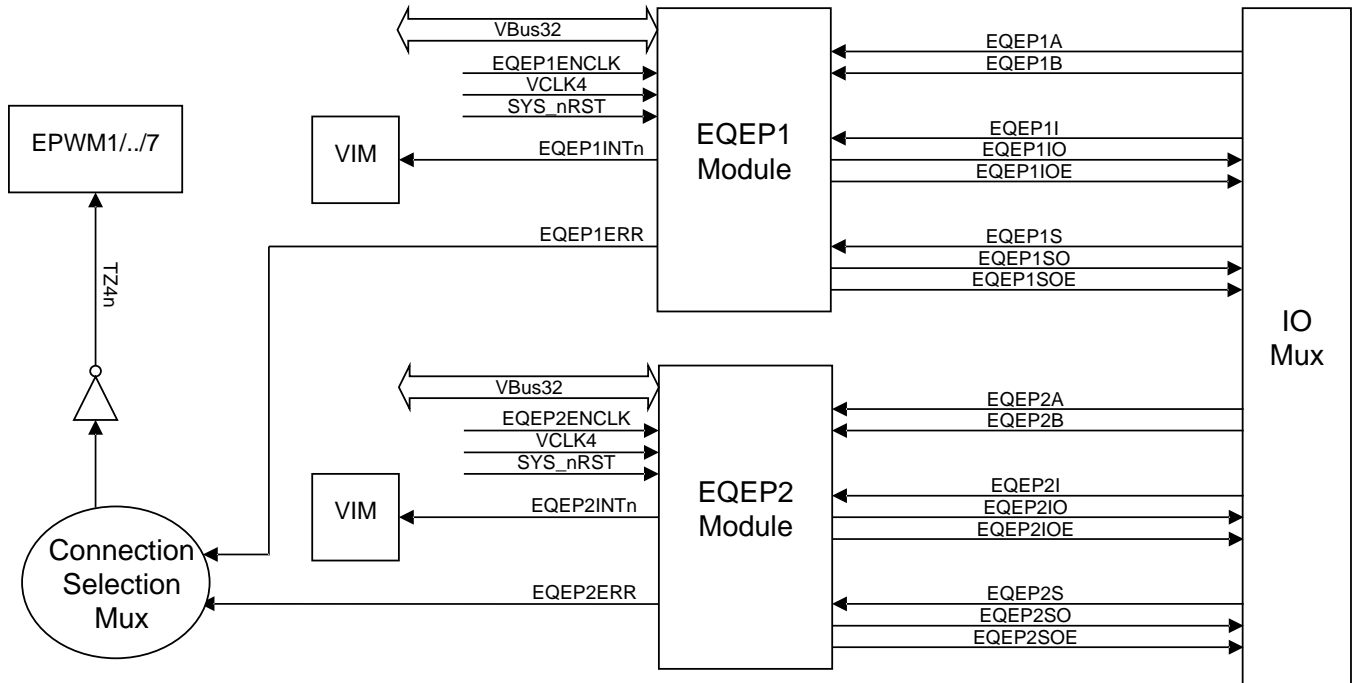 VBus32
EQEP1ENCLK
VCLK4
SYS_nRST
EQEP1INTn
EQEP1ERR
VIM
EPWM1/../7
TZ4n
EQEP1
Module
EQEP1A
EQEP1B
EQEP1I
EQEP1IO
EQEP1IOE
EQEP1S
EQEP1SO
EQEP1SOE
IO
Mux
VBus32
EQEP2ENCLK
VCLK4
SYS_nRST
EQEP2INTn
EQEP2ERR
VIM
Connection
Selection
Mux
EQEP2
Module
EQEP2A
EQEP2B
EQEP2I
EQEP2IO
EQEP2IOE
EQEP2S
EQEP2SO
EQEP2SOE